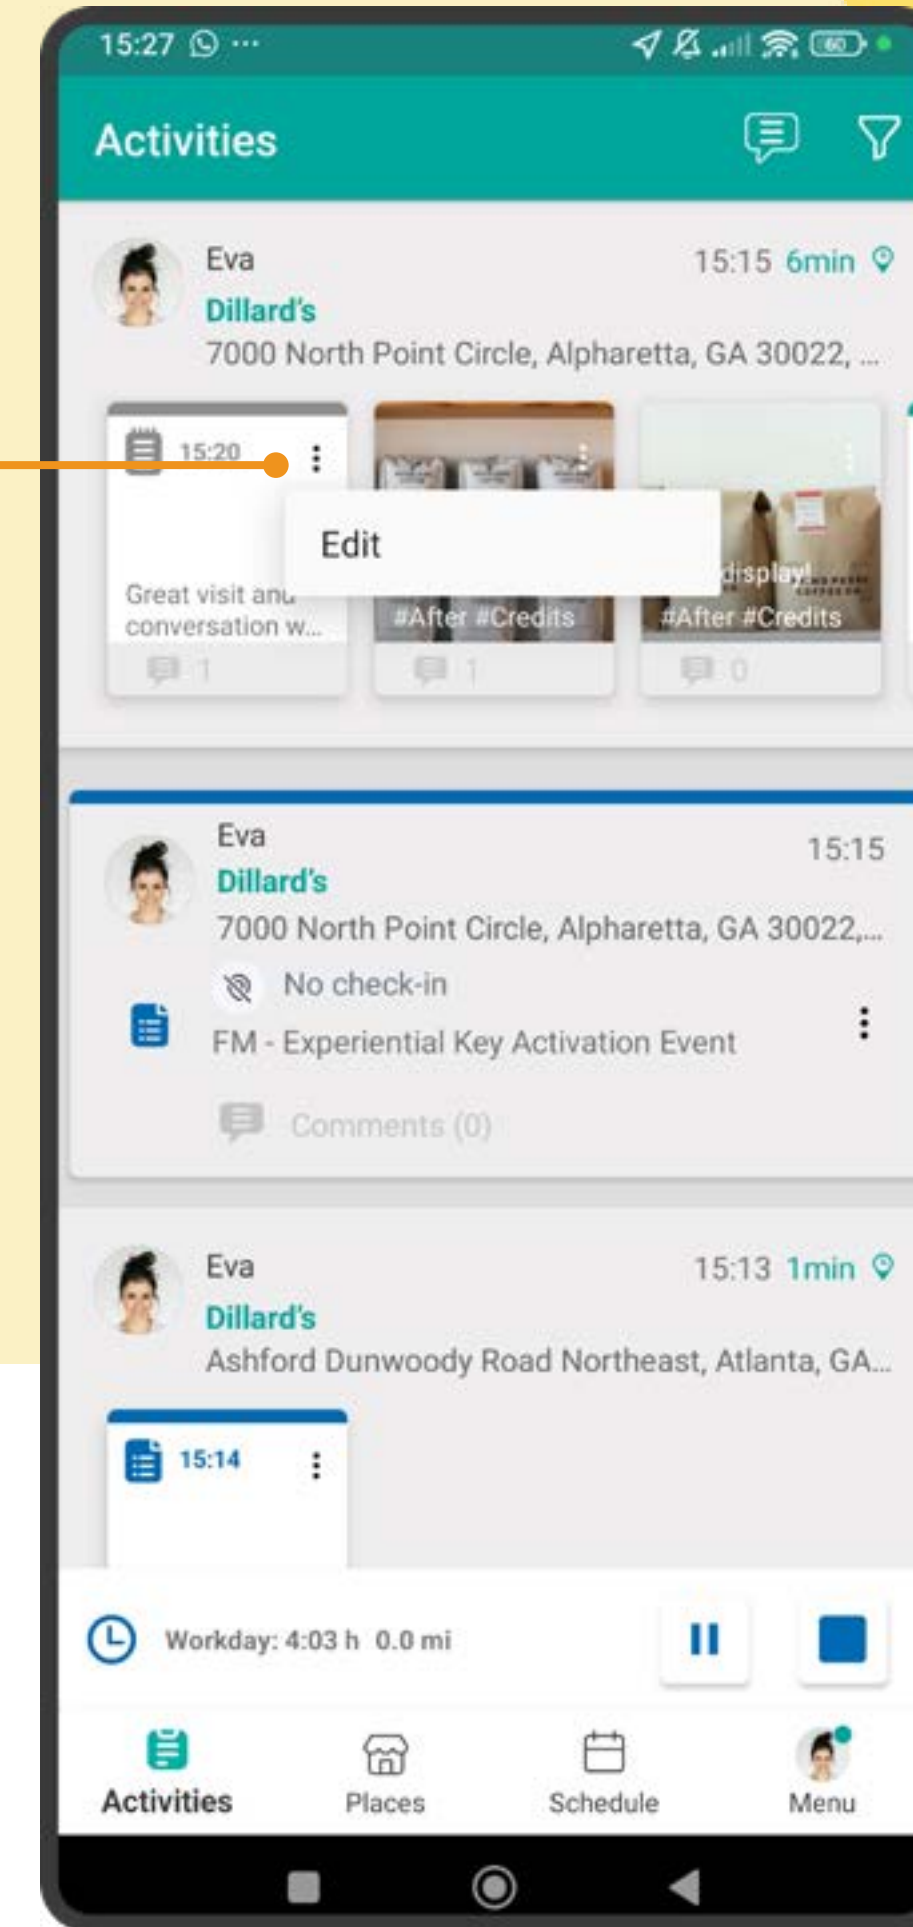 15:27 ...
60
Activities
Eva
15:15 6min
Dillard's
7000 North Point Circle, Alpharetta, GA 30022, ...
15:20
Edit
Great visit and
conversation w...
#After #Credits
display!
#After #Credits
1
1
0
Eva
15:15
Dillard's
7000 North Point Circle, Alpharetta, GA 30022,...
No check-in
FM - Experiential Key Activation Event
Comments (0)
Eva
15:13 1min
Dillard's
Ashford Dunwoody Road Northeast, Atlanta, GA...
15:14
Workday: 4:03 h 0.0 mi
Activities
Places
Schedule
Menu